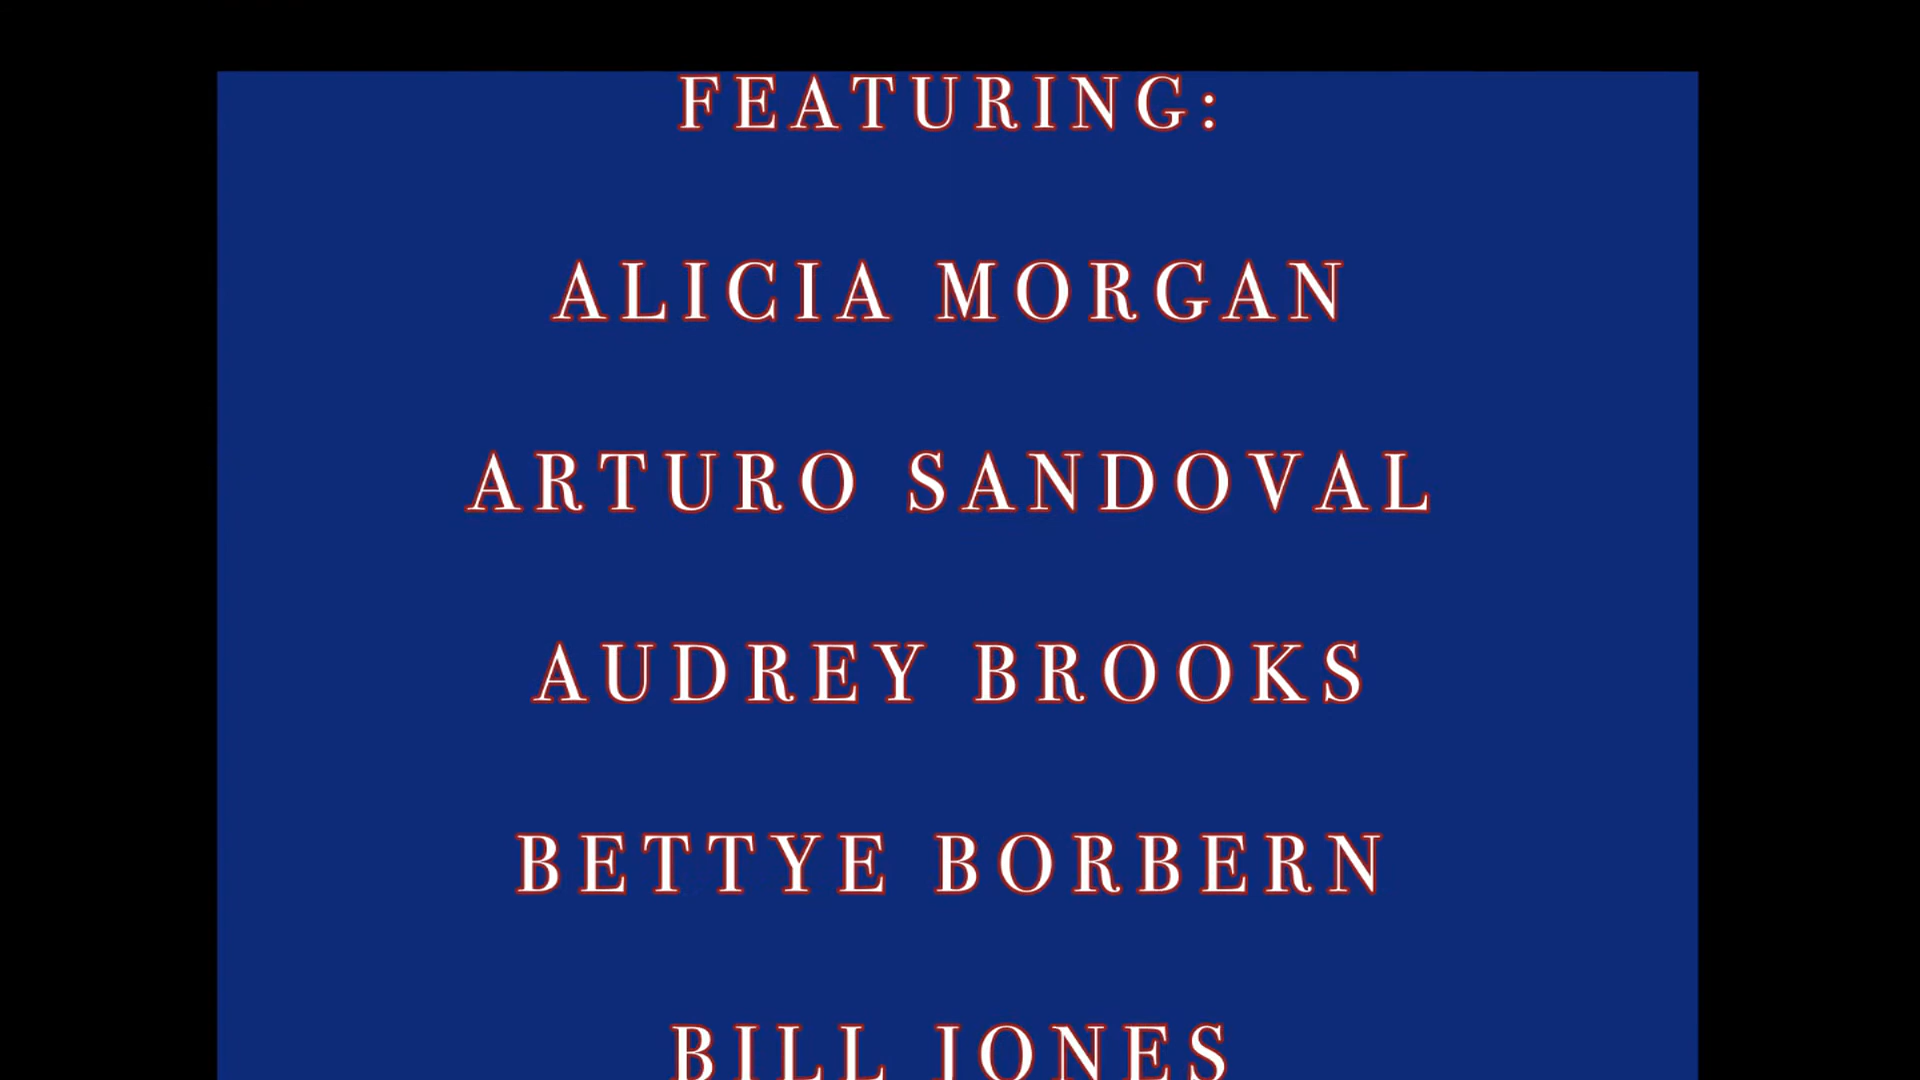 FEATURING:
ALICIA MORGAN
ARTURO SANDOVAL
AUDREY BROOKS
BETTYE BORBERN
BILL JONES